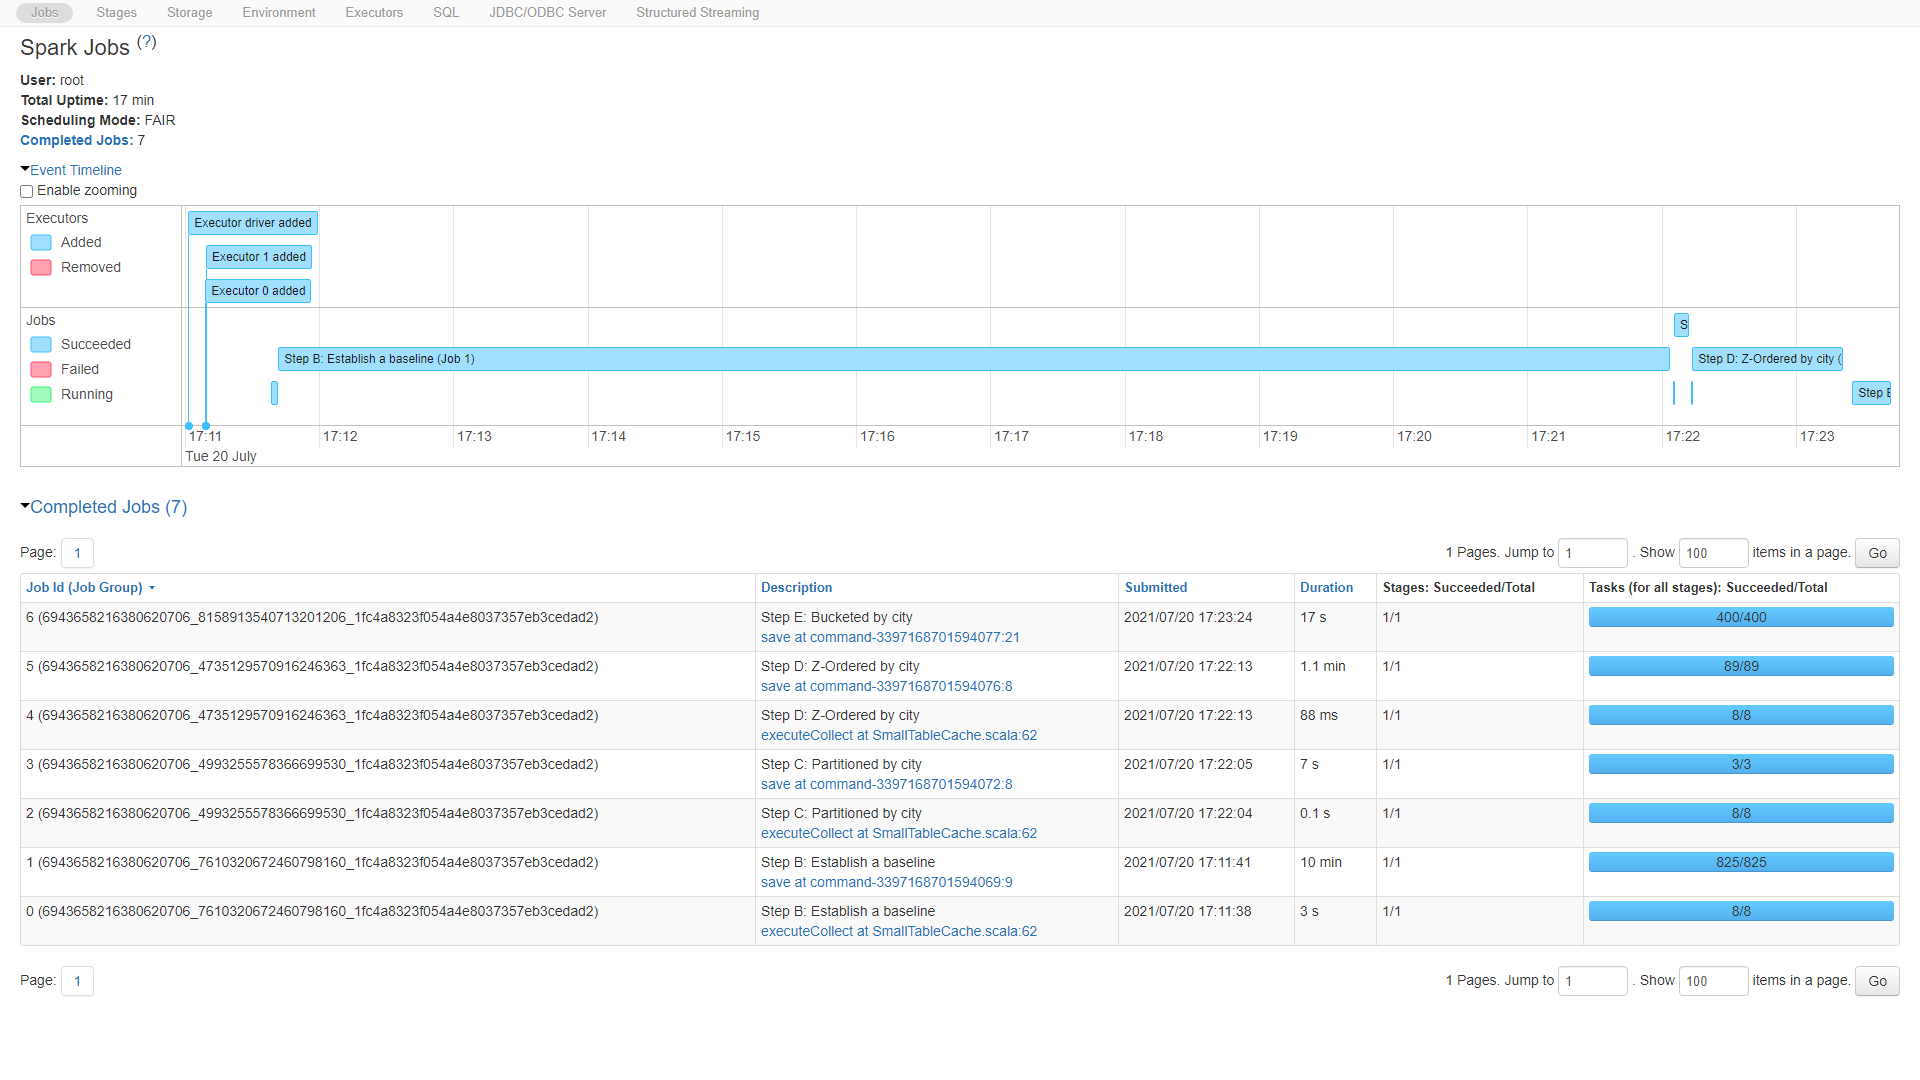 Jobs Stages Storage Environment Executors SQL JDBC/ODBC Server Structured Streaming
Spark Jobs (?)
User: root
Total Uptime: 17 min
Scheduling Mode: FAIR
Completed Jobs: 7
Event Timeline
Enable zooming
Executors
Added
Removed
Executor driver added
Executor 1 added
Executor 0 added
Jobs
Succeeded
Failed
Running
S
Step B: Establish a baseline (Job 1)
Step D: Z-Ordered by city (
Step E
17:11 17:12 17:13 17:14 17:15 17:16 17:17 17:18 17:19 17:20 17:21 17:22 17:23
Tue 20 July
Completed Jobs (7)
Page: 1 1 Pages. Jump to 1 . Show 100 items in a page. Go
Job Id (Job Group) Description Submitted Duration Stages: Succeeded/Total Tasks (for all stages): Succeeded/Total
6 (6943658216380620706_8158913540713201206_1fc4a8323f054a4e8037357eb3cedad2) Step E: Bucketed by city 2021/07/20 17:23:24 17 s 1/1 400/400
save at command-3397168701594077:21
5 (6943658216380620706_4735129570916246363_1fc4a8323f054a4e8037357eb3cedad2) Step D: Z-Ordered by city 2021/07/20 17:22:13 1.1 min 1/1 89/89
save at command-3397168701594076:8
4 (6943658216380620706_4735129570916246363_1fc4a8323f054a4e8037357eb3cedad2) Step D: Z-Ordered by city 2021/07/20 17:22:13 88 ms 1/1 8/8
executeCollect at SmallTableCache.scala:62
3 (6943658216380620706_4993255578366699530_1fc4a8323f054a4e8037357eb3cedad2) Step C: Partitioned by city 2021/07/20 17:22:05 7 s 1/1 3/3
save at command-3397168701594072:8
2 (6943658216380620706_4993255578366699530_1fc4a8323f054a4e8037357eb3cedad2) Step C: Partitioned by city 2021/07/20 17:22:04 0.1 s 1/1 8/8
executeCollect at SmallTableCache.scala:62
1 (6943658216380620706_7610320672460798160_1fc4a8323f054a4e8037357eb3cedad2) Step B: Establish a baseline 2021/07/20 17:11:41 10 min 1/1 825/825
save at command-3397168701594069:9
0 (6943658216380620706_7610320672460798160_1fc4a8323f054a4e8037357eb3cedad2) Step B: Establish a baseline 2021/07/20 17:11:38 3 s 1/1 8/8
executeCollect at SmallTableCache.scala:62
Page: 1 1 Pages. Jump to 1 . Show 100 items in a page. Go